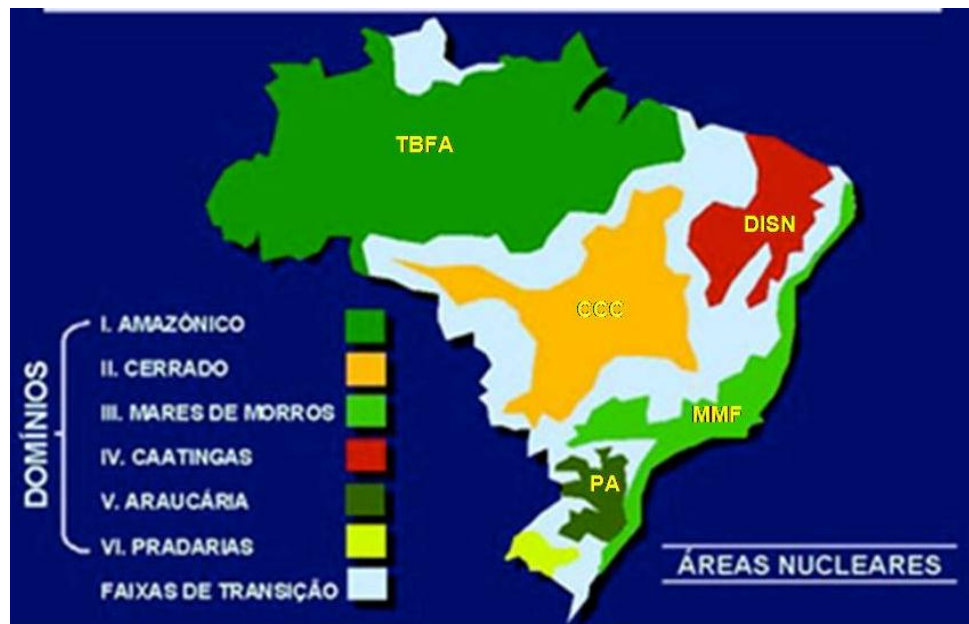 TBFA
DISN
CCC
MMF
PA
DOMÍNIOS
I. AMAZÔNICO
II. CERRADO
III. MARES DE MORROS
IV. CAATINGAS
V. ARAUCÁRIA
VI. PRADARIAS
FAIXAS DE TRANSIÇÃO
ÁREAS NUCLEARES